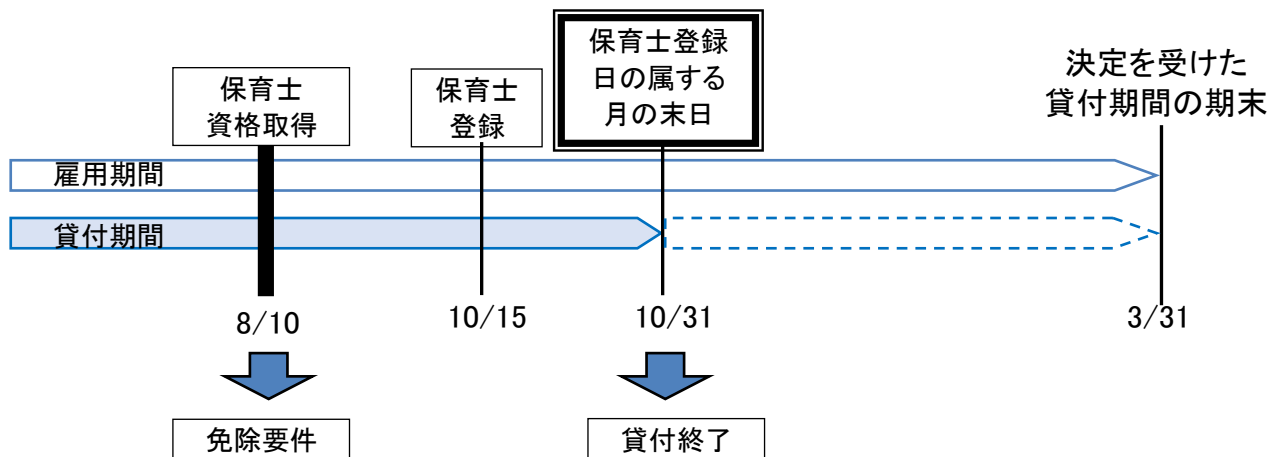 保育士
資格取得
保育士
登録
保育士登録
日の属する
月の末日
決定を受けた
貸付期間の期末
雇用期間
貸付期間
8/10
10/15
10/31
3/31
免除要件
貸付終了